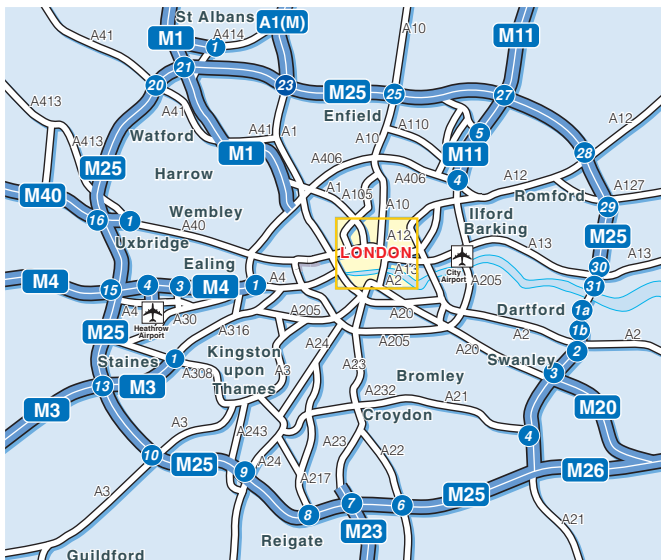 St Albans
A10
A41
M1
A414
1
A1(M)
M11
21
20
23
M25
25
27
A413
A41
Enfield
A12
Watford
A41
A1
A10
A110
5
A413
M1
A406
M11
28
M25
Harrow
A406
4
A12
M40
A1
A105
A10
Romford
A127
29
Wembley
Ilford
16
1
A40
A12
Barking
M25
Uxbridge
LONDON
A13
A13
City
Airport
Ealing
A13
30
M4
15
4
3
M4
1
A4
A2
A205
31
A4
A30
Heathrow
Airport
A205
A20
Dartford
1a
M25
A316
A205
1b
A2
Staines
1
Kingston
upon
Thames
A24
A23
A20
Swanley
2
A308
A3
3
13
M3
Bromley
M3
A232
A21
M20
Croydon
A3
A243
A23
A22
4
10
M25
A24
9
A217
M26
A3
7
6
M25
8
A21
Reigate
M23
Guildford